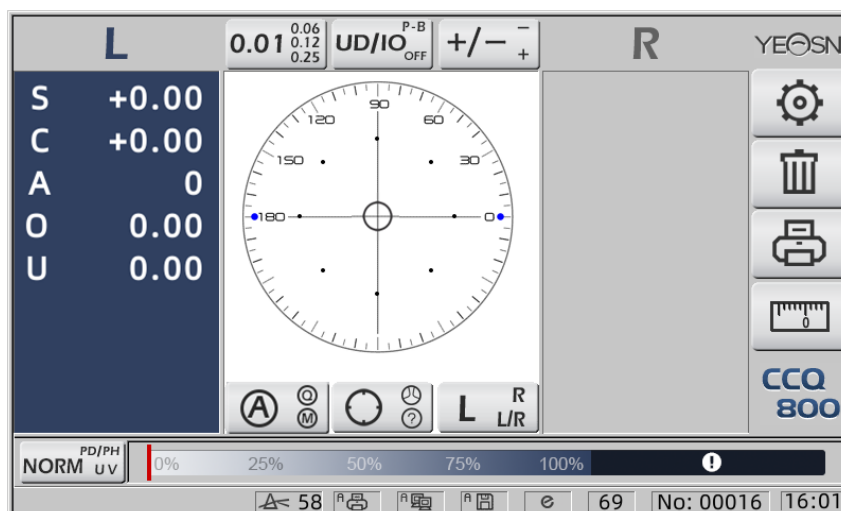 L
0.01 0.06 0.12 0.25
UD/IO P-B OFF
+/− − +
R
YEOSN
S +0.00
C +0.00
A 0
O 0.00
U 0.00
90
120 60
150 30
180 0
0
CCQ
800
A Q M
?
L R L/R
NORM PD/PH UV
0% 25% 50% 75% 100% !
58 A A A e 69 No: 00016 16:01